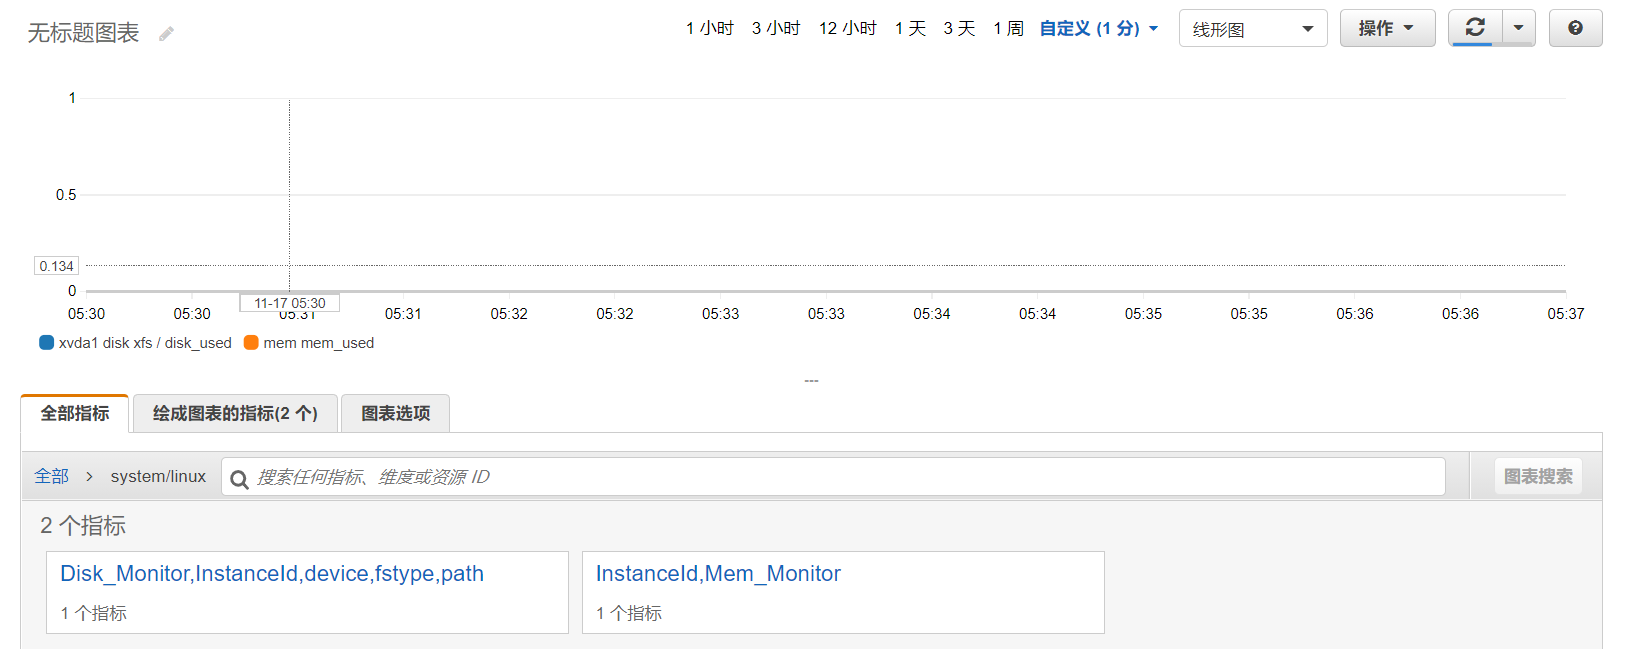 无标题图表
1 小时 3 小时 12 小时 1 天 3 天 1 周 自定义 (1 分) 线形图 操作
1
0.5
0.134
0
11-17 05:30
05:30 05:30 05:31 05:31 05:32 05:32 05:33 05:33 05:34 05:34 05:35 05:35 05:36 05:36 05:37
xvda1 disk xfs / disk_used mem mem_used
---
全部指标 绘成图表的指标(2 个) 图表选项
全部 > system/linux 搜索任何指标、维度或资源 ID 图表搜索
2 个指标
Disk_Monitor,InstanceId,device,fstype,path InstanceId,Mem_Monitor
1 个指标 1 个指标